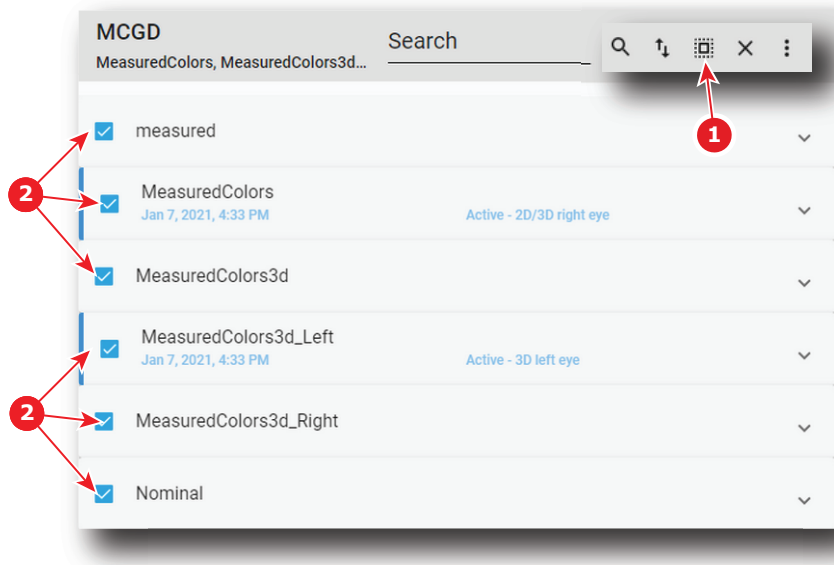 MCGD
MeasuredColors, MeasuredColors3d...
Search
1
measured
2
MeasuredColors
Jan 7, 2021, 4:33 PM
Active - 2D/3D right eye
MeasuredColors3d
MeasuredColors3d_Left
Jan 7, 2021, 4:33 PM
Active - 3D left eye
2
MeasuredColors3d_Right
Nominal